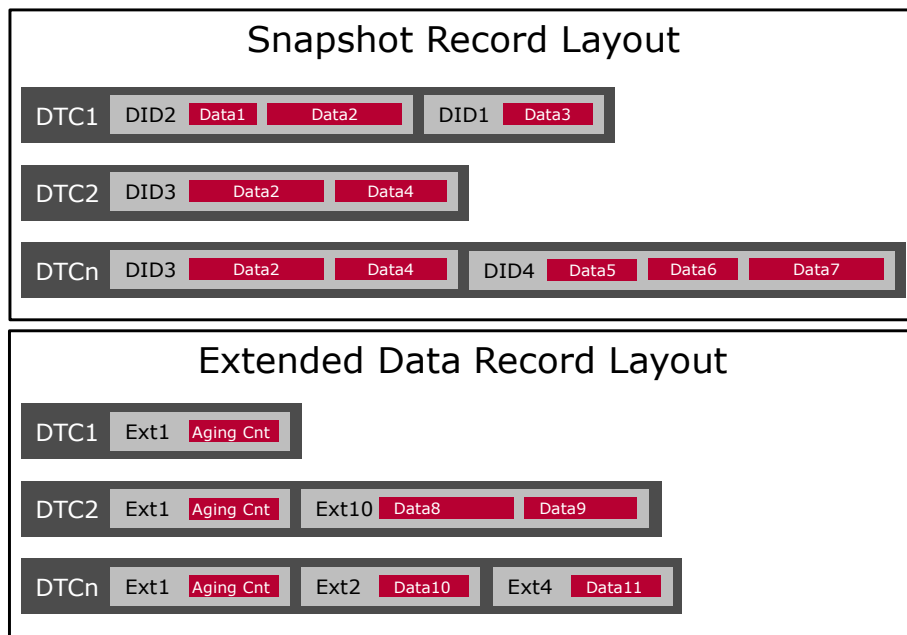 Snapshot Record Layout
DTC1 DID2 Data1 Data2 DID1 Data3
DTC2 DID3 Data2 Data4
DTCn DID3 Data2 Data4 DID4 Data5 Data6 Data7
Extended Data Record Layout
DTC1 Ext1 Aging Cnt
DTC2 Ext1 Aging Cnt Ext10 Data8 Data9
DTCn Ext1 Aging Cnt Ext2 Data10 Ext4 Data11